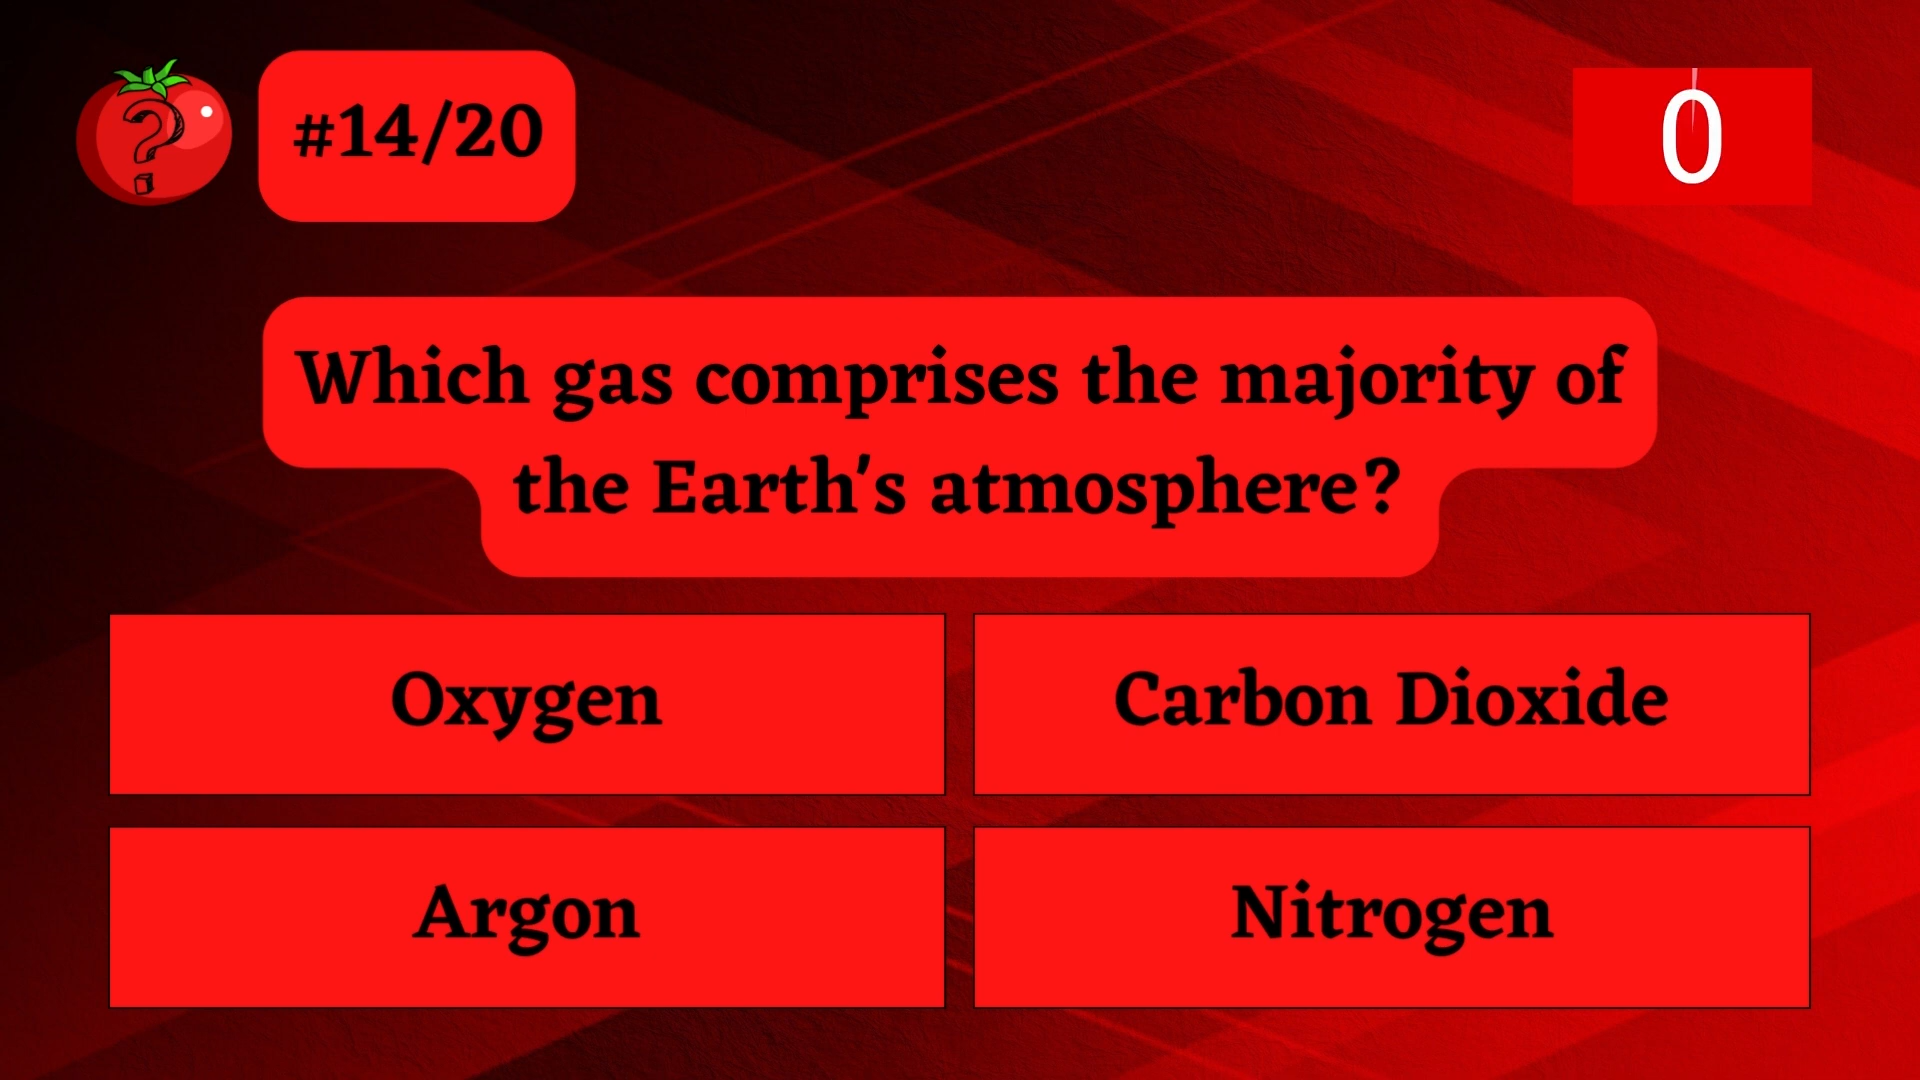 ?
#14/20
0
Which gas comprises the majority of
the Earth's atmosphere?
Oxygen
Carbon Dioxide
Argon
Nitrogen